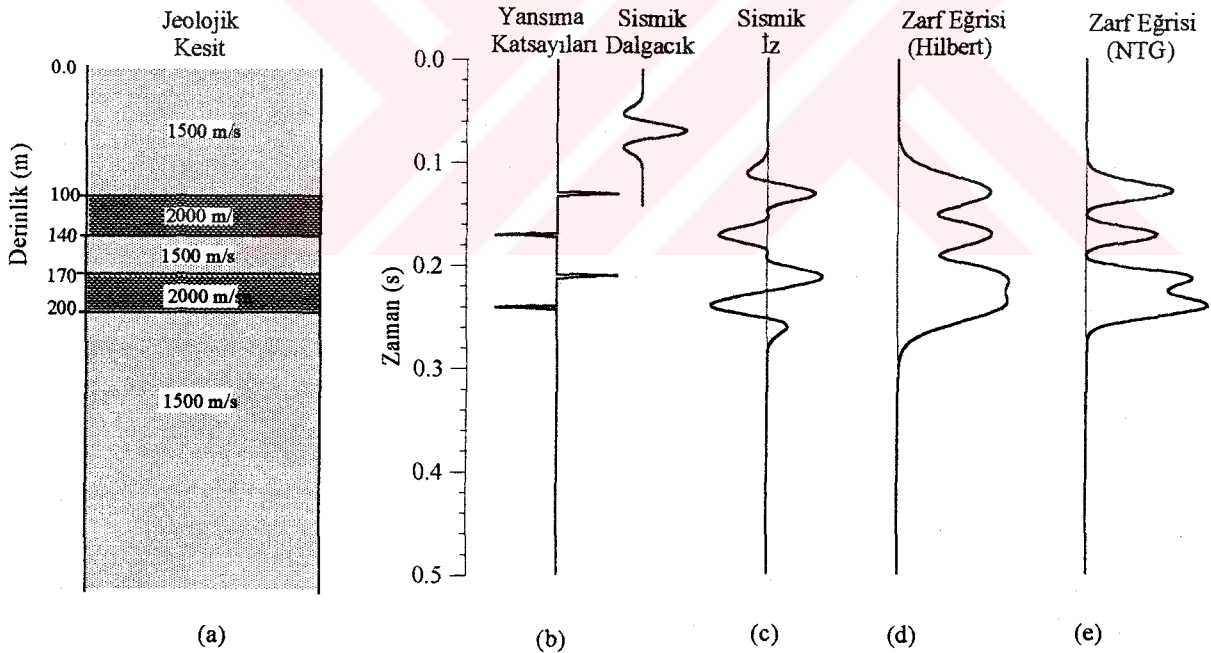 Jeolojik
Kesit
Yansıma
Katsayıları
Sismik
Dalgacık
Sismik
İz
Zarf Eğrisi
(Hilbert)
Zarf Eğrisi
(NTG)
Derinlik (m)
0.0
100
140
170
200
1500 m/s
2000 m/
1500 m/s
2000 m/sn
1500 m/s
Zaman (s)
0.0
0.1
0.2
0.3
0.4
0.5
(a)
(b)
(c)
(d)
(e)